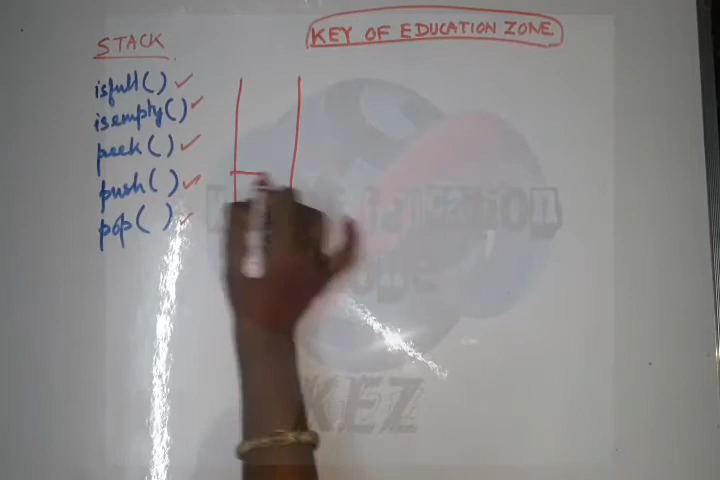 STACK
KEY OF EDUCATION ZONE
isfull( ) ✓
isempty( ) ✓
peek( ) ✓
push( ) ✓
pop( ) ✓
KEZ